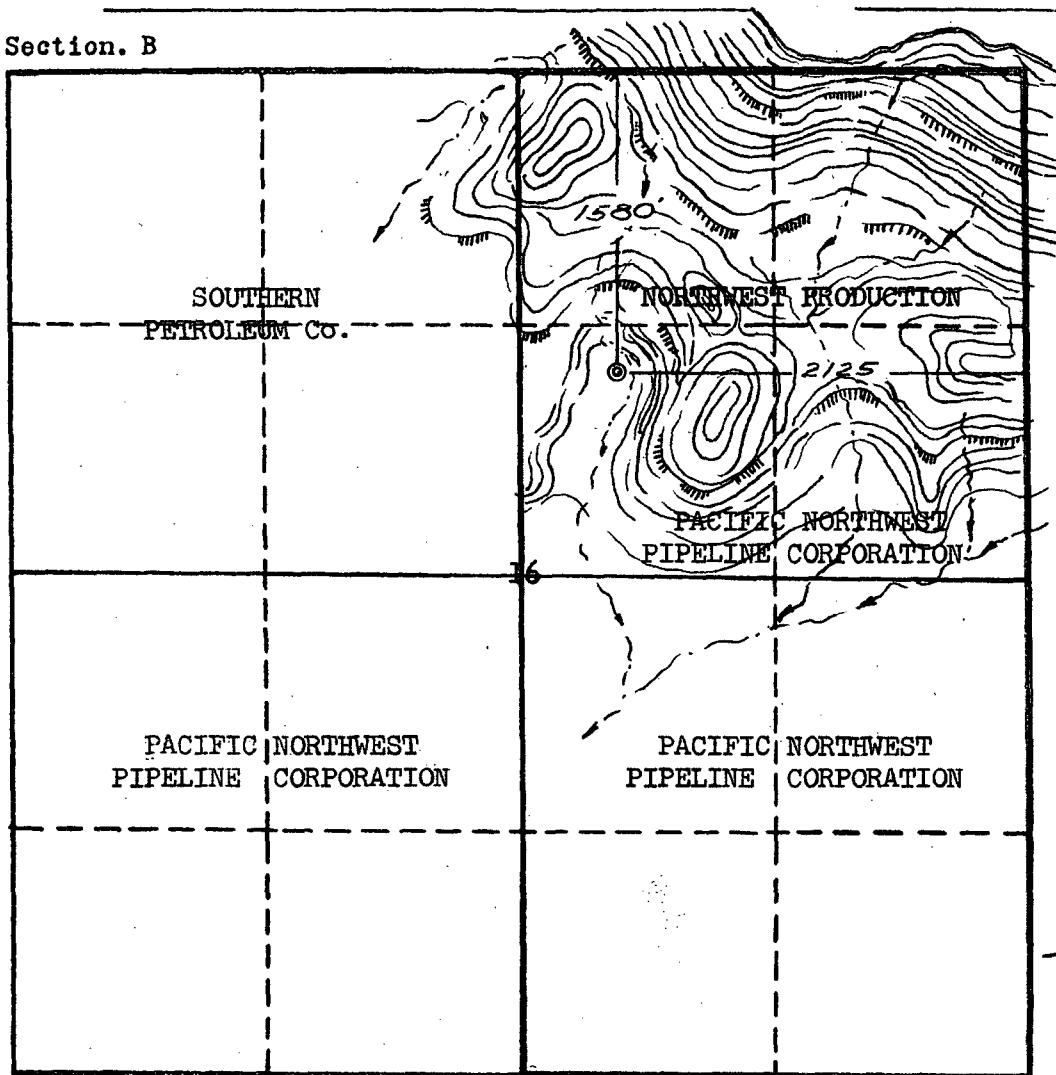 Section. B
1580'
SOUTHERN
PETROLEUM Co.
NORTHWEST PRODUCTION
2125
PACIFIC NORTHWEST
PIPELINE CORPORATION
16
PACIFIC NORTHWEST
PIPELINE CORPORATION
PACIFIC NORTHWEST
PIPELINE CORPORATION